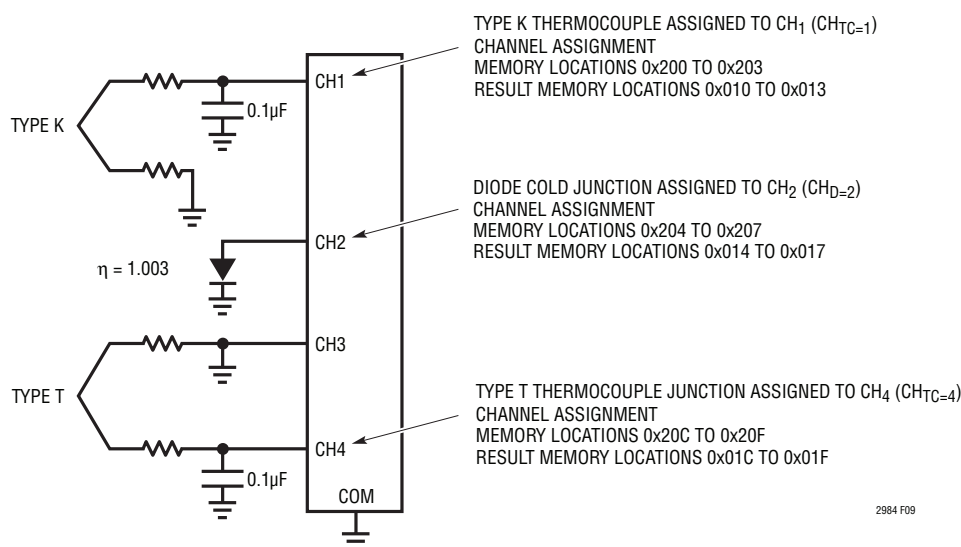 TYPE K THERMOCOUPLE ASSIGNED TO CH1 (CHTC=1)
CHANNEL ASSIGNMENT
MEMORY LOCATIONS 0x200 TO 0x203
RESULT MEMORY LOCATIONS 0x010 TO 0x013
CH1
0.1µF
TYPE K
DIODE COLD JUNCTION ASSIGNED TO CH2 (CHD=2)
CHANNEL ASSIGNMENT
MEMORY LOCATIONS 0x204 TO 0x207
RESULT MEMORY LOCATIONS 0x014 TO 0x017
CH2
η = 1.003
CH3
TYPE T
TYPE T THERMOCOUPLE JUNCTION ASSIGNED TO CH4 (CHTC=4)
CHANNEL ASSIGNMENT
MEMORY LOCATIONS 0x20C TO 0x20F
RESULT MEMORY LOCATIONS 0x01C TO 0x01F
CH4
0.1µF
COM
2984 F09